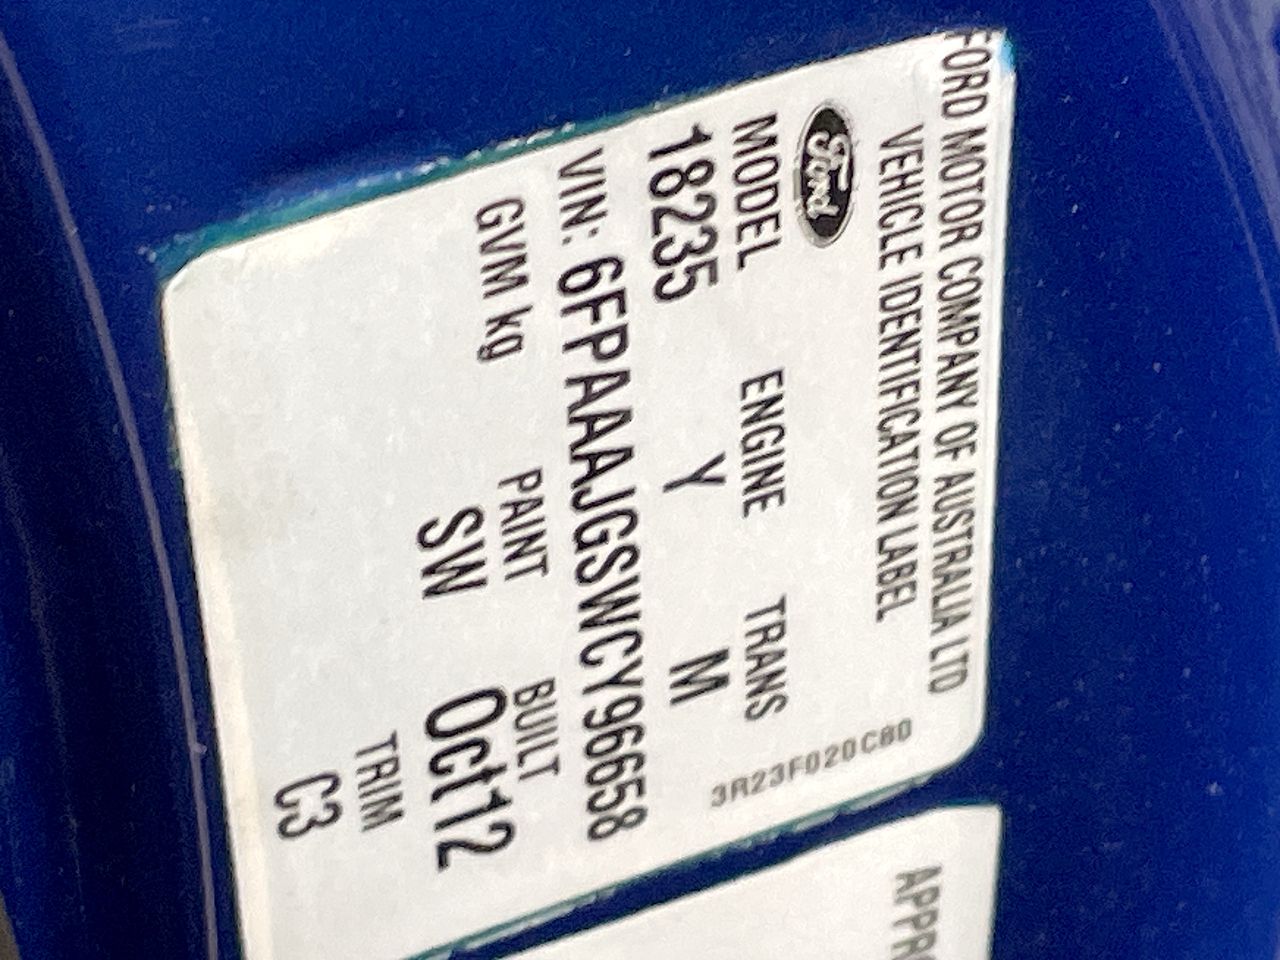 FORD MOTOR COMPANY OF AUSTRALIA LTD
VEHICLE IDENTIFICATION LABEL
Ford
MODEL ENGINE TRANS
18235 Y M
VIN: 6FPAAAJGSWCY96658
GVM kg PAINT BUILT
SW Oct12
TRIM
C3
3R23F020C80